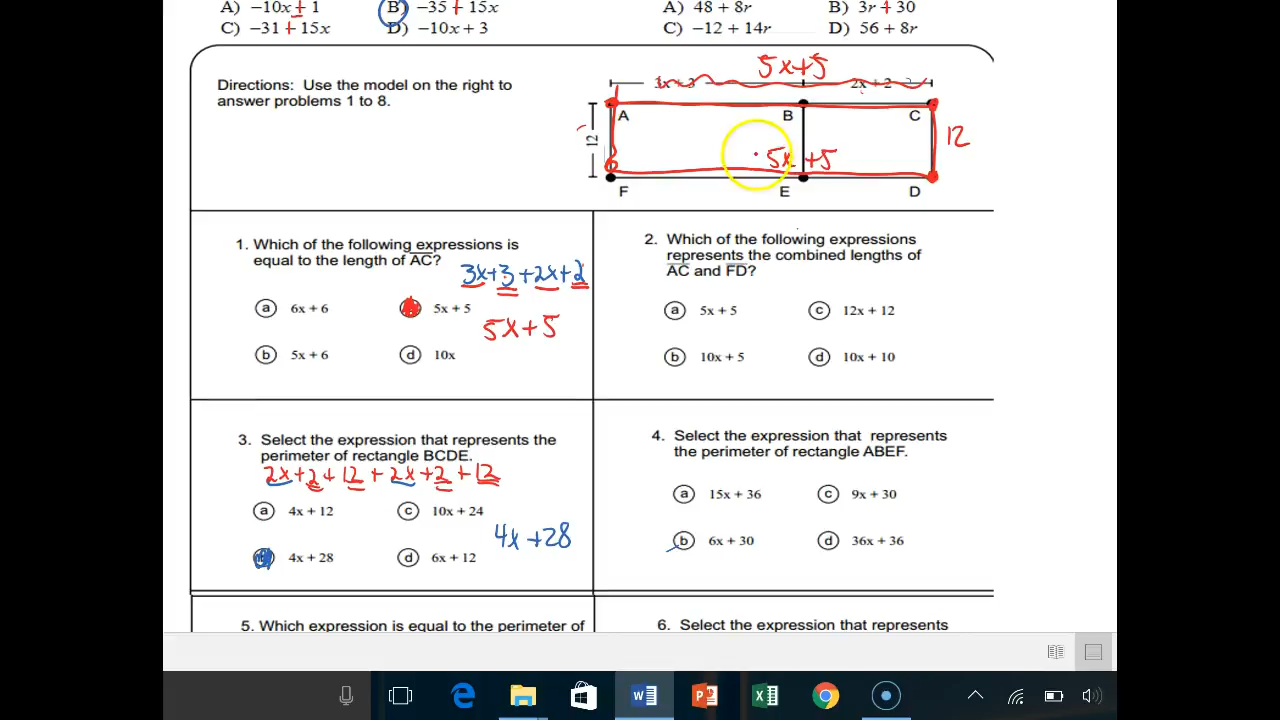 A) −10x + 1 B) −35 + 15x A) 48 + 8r B) 3r + 30
C) −31 + 15x D) −10x + 3 C) −12 + 14r D) 56 + 8r
Directions: Use the model on the right to
answer problems 1 to 8.
5x+5
3x + 3 2x + 2
12 A B C 12
5x +5
F E D
1. Which of the following expressions is
equal to the length of AC?
3x+3+2x+2
a 6x + 6 5x + 5
5x+5
b 5x + 6 d 10x
2. Which of the following expressions
represents the combined lengths of
AC and FD?
a 5x + 5 c 12x + 12
b 10x + 5 d 10x + 10
3. Select the expression that represents the
perimeter of rectangle BCDE.
2x+2+12+2x+2+12
a 4x + 12 c 10x + 24
4x+28
4x + 28 d 6x + 12
4. Select the expression that represents
the perimeter of rectangle ABEF.
a 15x + 36 c 9x + 30
b 6x + 30 d 36x + 36
5. Which expression is equal to the perimeter of
6. Select the expression that represents